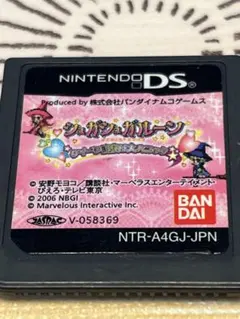 NINTENDO DS
Produced by 株式会社バンダイナムコゲームス
シュガシュガルーン
© 安野モヨコ/講談社・マーベラスエンターテイメント・
ぴえろ・テレビ東京
© 2006 NBGI
© Marvelous Interactive Inc.
JASRAC V-058369
BAN
DAI
NTR-A4GJ-JPN